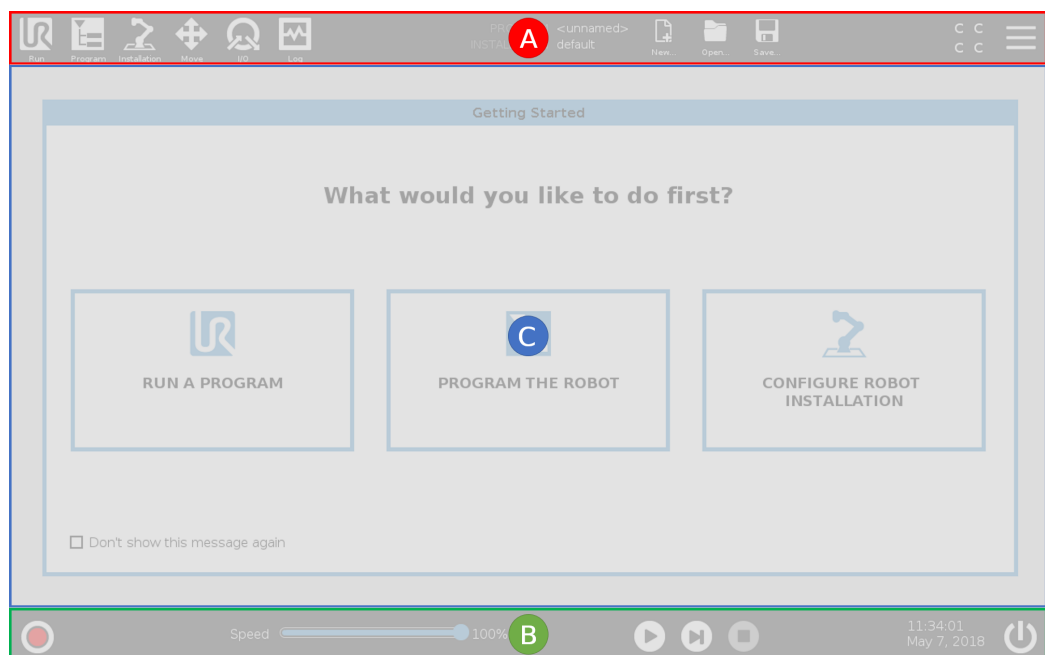 Run Program Installation Move I/O Log
<unnamed>
default
New... Open... Save...
C C
C C
A
Getting Started
What would you like to do first?
C
RUN A PROGRAM
PROGRAM THE ROBOT
CONFIGURE ROBOT
INSTALLATION
Don't show this message again
Speed 100%
B
11:34:01
May 7, 2018